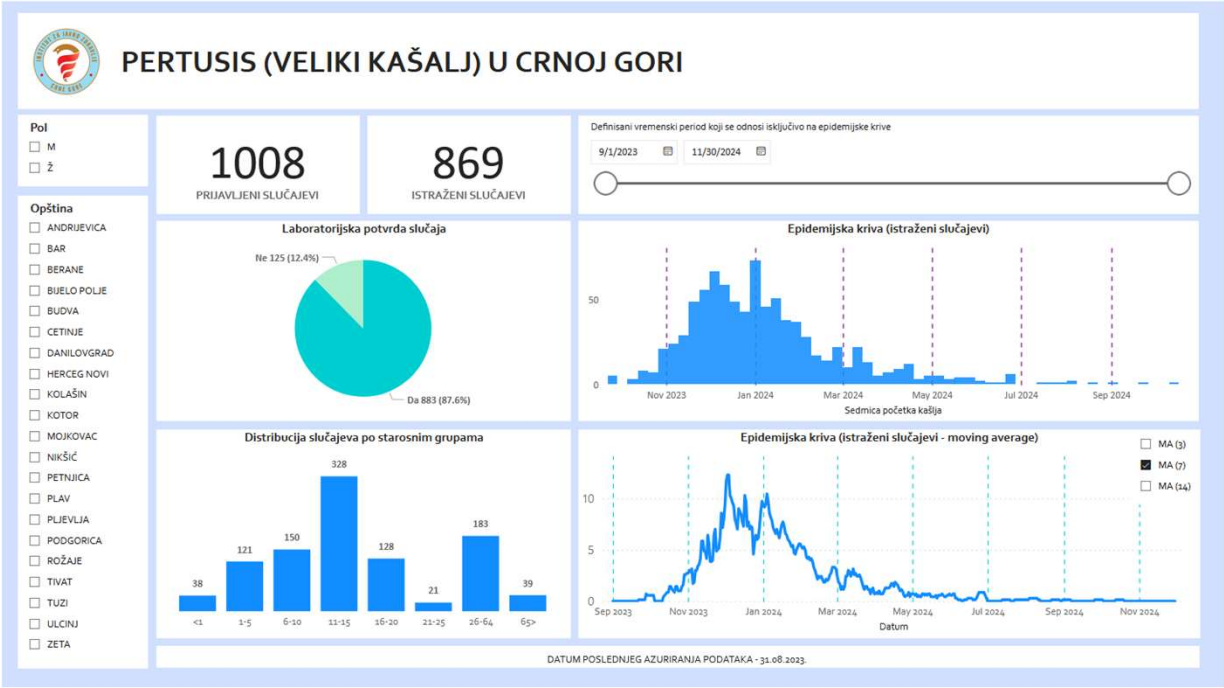 INSTITUT ZA JAVNO ZDRAVLJE
CRNE GORE
PERTUSIS (VELIKI KAŠALJ) U CRNOJ GORI
Pol
M
Ž
1008
PRIJAVLJENI SLUČAJEVI
869
ISTRAŽENI SLUČAJEVI
Definisani vremenski period koji se odnosi isključivo na epidemijske krive
9/1/2023 11/30/2024
Opština
ANDRIJEVICA
BAR
BERANE
BIJELO POLJE
BUDVA
CETINJE
DANILOVGRAD
HERCEG NOVI
KOLAŠIN
KOTOR
MOJKOVAC
NIKŠIĆ
PETNJICA
PLAV
PLJEVLJA
PODGORICA
ROŽAJE
TIVAT
TUZI
ULCINJ
ZETA
Laboratorijska potvrda slučaja
Ne 125 (12.4%)
Da 883 (87.6%)
Epidemijska kriva (istraženi slučajevi)
50
0
Nov 2023 Jan 2024 Mar 2024 May 2024 Jul 2024 Sep 2024
Sedmica početka kašlja
Distribucija slučajeva po starosnim grupama
38 121 150 328 128 21 183 39
<1 1-5 6-10 11-15 16-20 21-25 26-64 65>
Epidemijska kriva (istraženi slučajevi - moving average)
MA (3)
MA (7)
MA (14)
10
5
0
Sep 2023 Nov 2023 Jan 2024 Mar 2024 May 2024 Jul 2024 Sep 2024 Nov 2024
Datum
DATUM POSLEDNJEG AZURIRANJA PODATAKA - 31.08.2023.